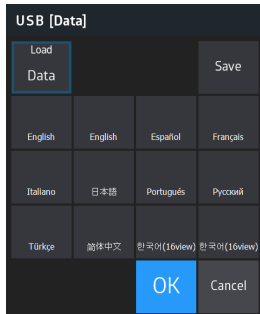 USB [Data]
Load
Data
Save
English
English
Español
Français
Italiano
日本語
Português
Русский
Türkçe
簡体中文
한국어(16view)
한국어(16view)
OK
Cancel